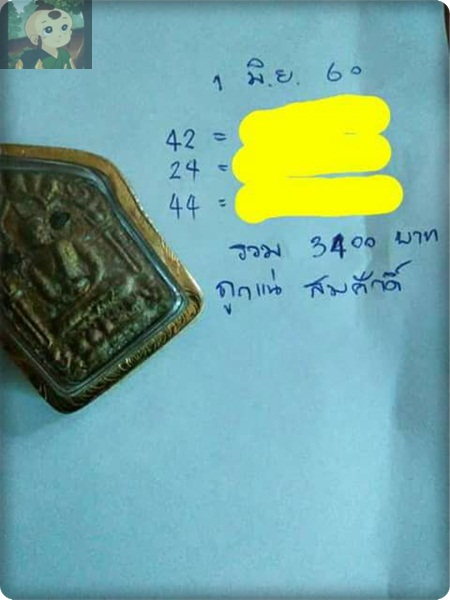 1 มิ.ย. 60
42 =
24 =
44 =
รวม 3400 บาท
ถูกแน่ สมศักดิ์